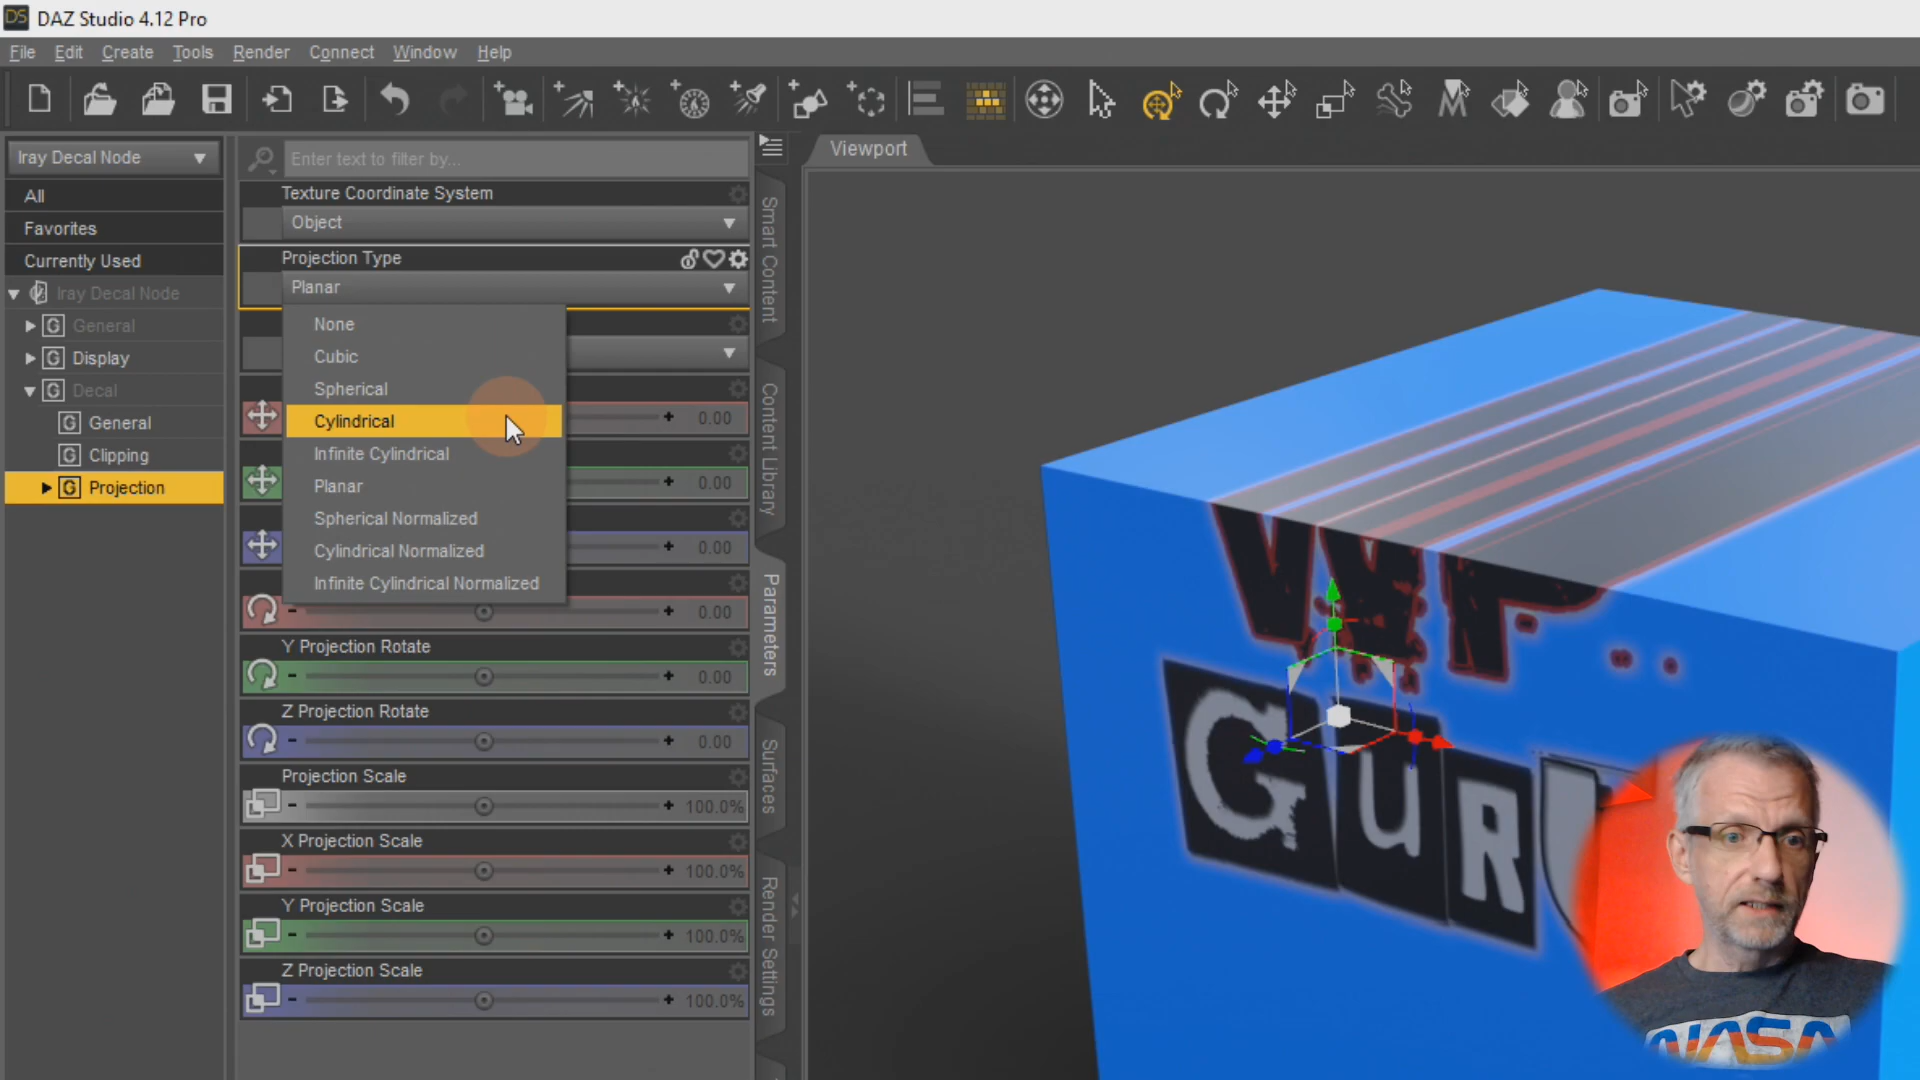 DS DAZ Studio 4.12 Pro
File Edit Create Tools Render Connect Window Help
Iray Decal Node
All
Favorites
Currently Used
Iray Decal Node
G General
G Display
G Decal
G General
G Clipping
G Projection
Enter text to filter by...
Texture Coordinate System
Object
Projection Type
Planar
None
Cubic
Spherical
Cylindrical
Infinite Cylindrical
Planar
Spherical Normalized
Cylindrical Normalized
Infinite Cylindrical Normalized
0.00
0.00
0.00
0.00
Y Projection Rotate
0.00
Z Projection Rotate
0.00
Projection Scale
100.0%
X Projection Scale
100.0%
Y Projection Scale
100.0%
Z Projection Scale
100.0%
Smart Content
Content Library
Parameters
Surfaces
Render Settings
Viewport
WP
GURU
NASA